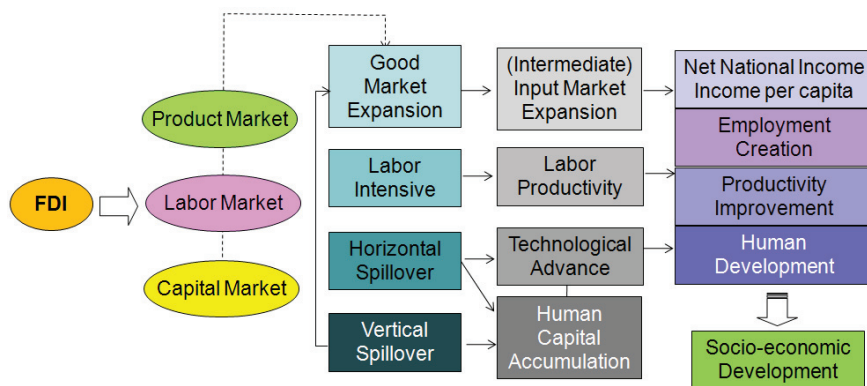 FDI
Product Market
Labor Market
Capital Market
Good
Market
Expansion
Labor
Intensive
Horizontal
Spillover
Vertical
Spillover
(Intermediate)
Input Market
Expansion
Labor
Productivity
Technological
Advance
Human
Capital
Accumulation
Net National Income
Income per capita
Employment
Creation
Productivity
Improvement
Human
Development
Socio-economic
Development